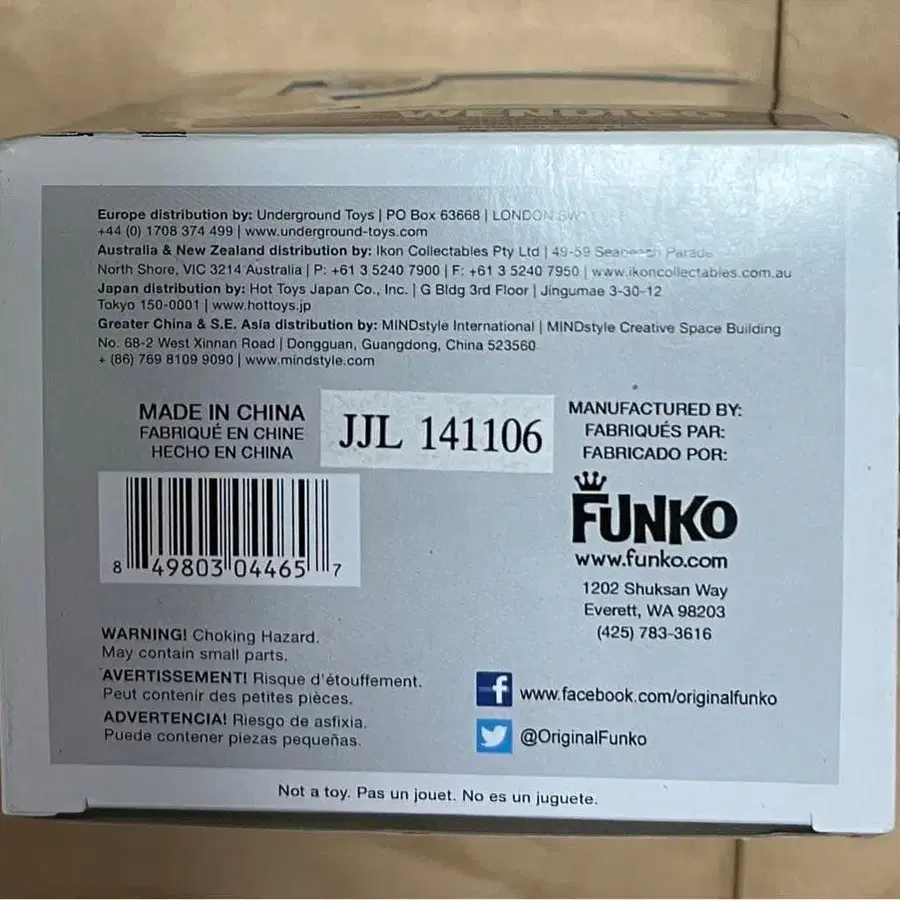 WENDIGO
Europe distribution by: Underground Toys | PO Box 63668 | LONDON SW
+44 (0) 1708 374 499 | www.underground-toys.com
Australia & New Zealand distribution by: Ikon Collectables Pty Ltd | 49-59 Seabeach Parade
North Shore, VIC 3214 Australia | P: +61 3 5240 7900 | F: +61 3 5240 7950 | www.ikoncollectables.com.au
Japan distribution by: Hot Toys Japan Co., Inc. | G Bldg 3rd Floor | Jingumae 3-30-12
Tokyo 150-0001 | www.hottoys.jp
Greater China & S.E. Asia distribution by: MINDstyle International | MINDstyle Creative Space Building
No. 68-2 West Xinnan Road | Dongguan, Guangdong, China 523560
+ (86) 769 8109 9090 | www.mindstyle.com
MADE IN CHINA
FABRIQUÉ EN CHINE
HECHO EN CHINA
JJL 141106
MANUFACTURED BY:
FABRIQUÉS PAR:
FABRICADO POR:
FUNKO
www.funko.com
1202 Shuksan Way
Everett, WA 98203
(425) 783-3616
8 49803 04465 7
WARNING! Choking Hazard.
May contain small parts.
AVERTISSEMENT! Risque d'étouffement.
Peut contenir des petites pièces.
ADVERTENCIA! Riesgo de asfixia.
Puede contener piezas pequeñas.
f www.facebook.com/originalfunko
@OriginalFunko
Not a toy. Pas un jouet. No es un juguete.